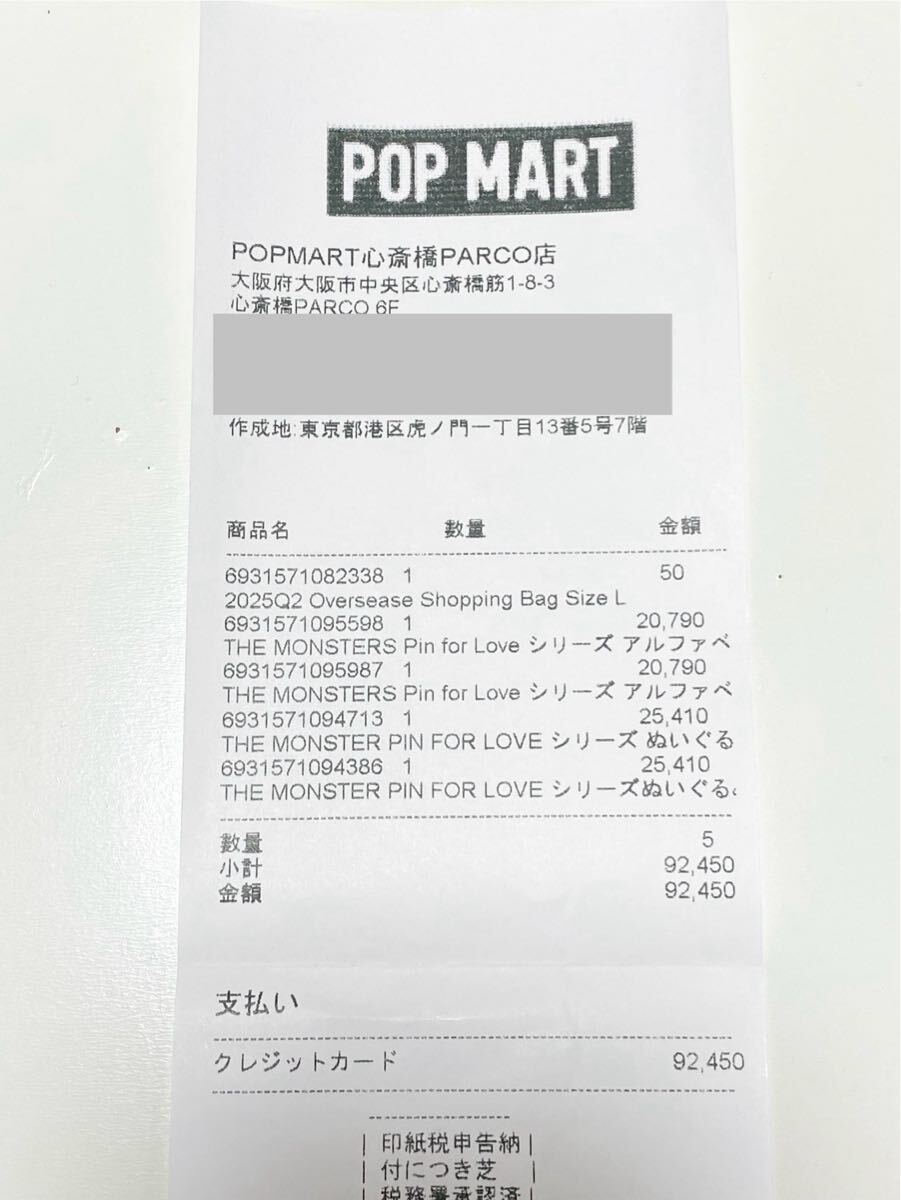 POP MART
POPMART心斎橋PARCO店
大阪府大阪市中央区心斎橋筋1-8-3
心斎橋PARCO 6F
作成地:東京都港区虎ノ門一丁目13番5号7階
商品名 数量 金額
6931571082338 1 50
2025Q2 Oversease Shopping Bag Size L
6931571095598 1 20,790
THE MONSTERS Pin for Love シリーズ アルファベ
6931571095987 1 20,790
THE MONSTERS Pin for Love シリーズ アルファベ
6931571094713 1 25,410
THE MONSTER PIN FOR LOVE シリーズ ぬいぐる
6931571094386 1 25,410
THE MONSTER PIN FOR LOVE シリーズぬいぐる
数量 5
小計 92,450
金額 92,450
支払い
クレジットカード 92,450
印紙税申告納
付につき芝
税務署承認済